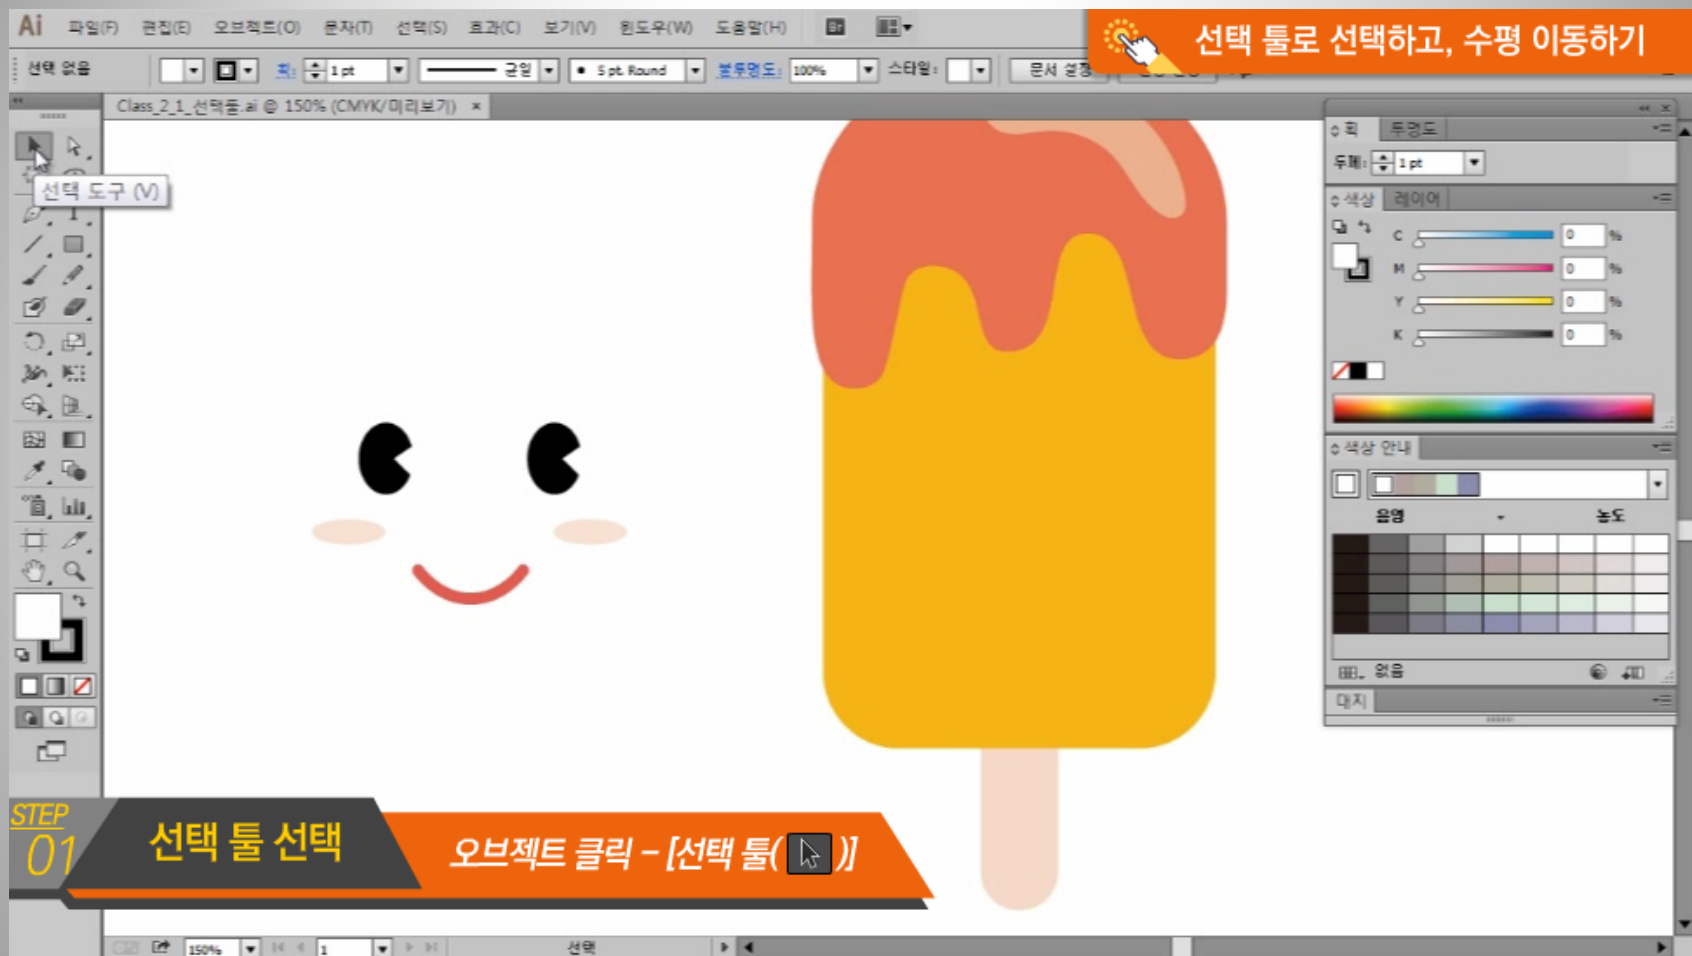 Ai 파일(F) 편집(E) 오브젝트(O) 문자(T) 선택(S) 효과(C) 보기(V) 윈도우(W) 도움말(H) Br
선택 툴로 선택하고, 수평 이동하기
선택 없음 획: 1 pt 균일 5 pt. Round 불투명도: 100% 스타일: 문서 설정
Class_2_1_선택툴.ai @ 150% (CMYK/미리보기) ×
선택 도구 (V)
획 투명도
두께: 1 pt
색상 레이어
C 0 %
M 0 %
Y 0 %
K 0 %
색상 안내
음영 농도
없음
대지
STEP
01
선택 툴 선택
오브젝트 클릭 – [선택 툴( )]
150% 1 선택